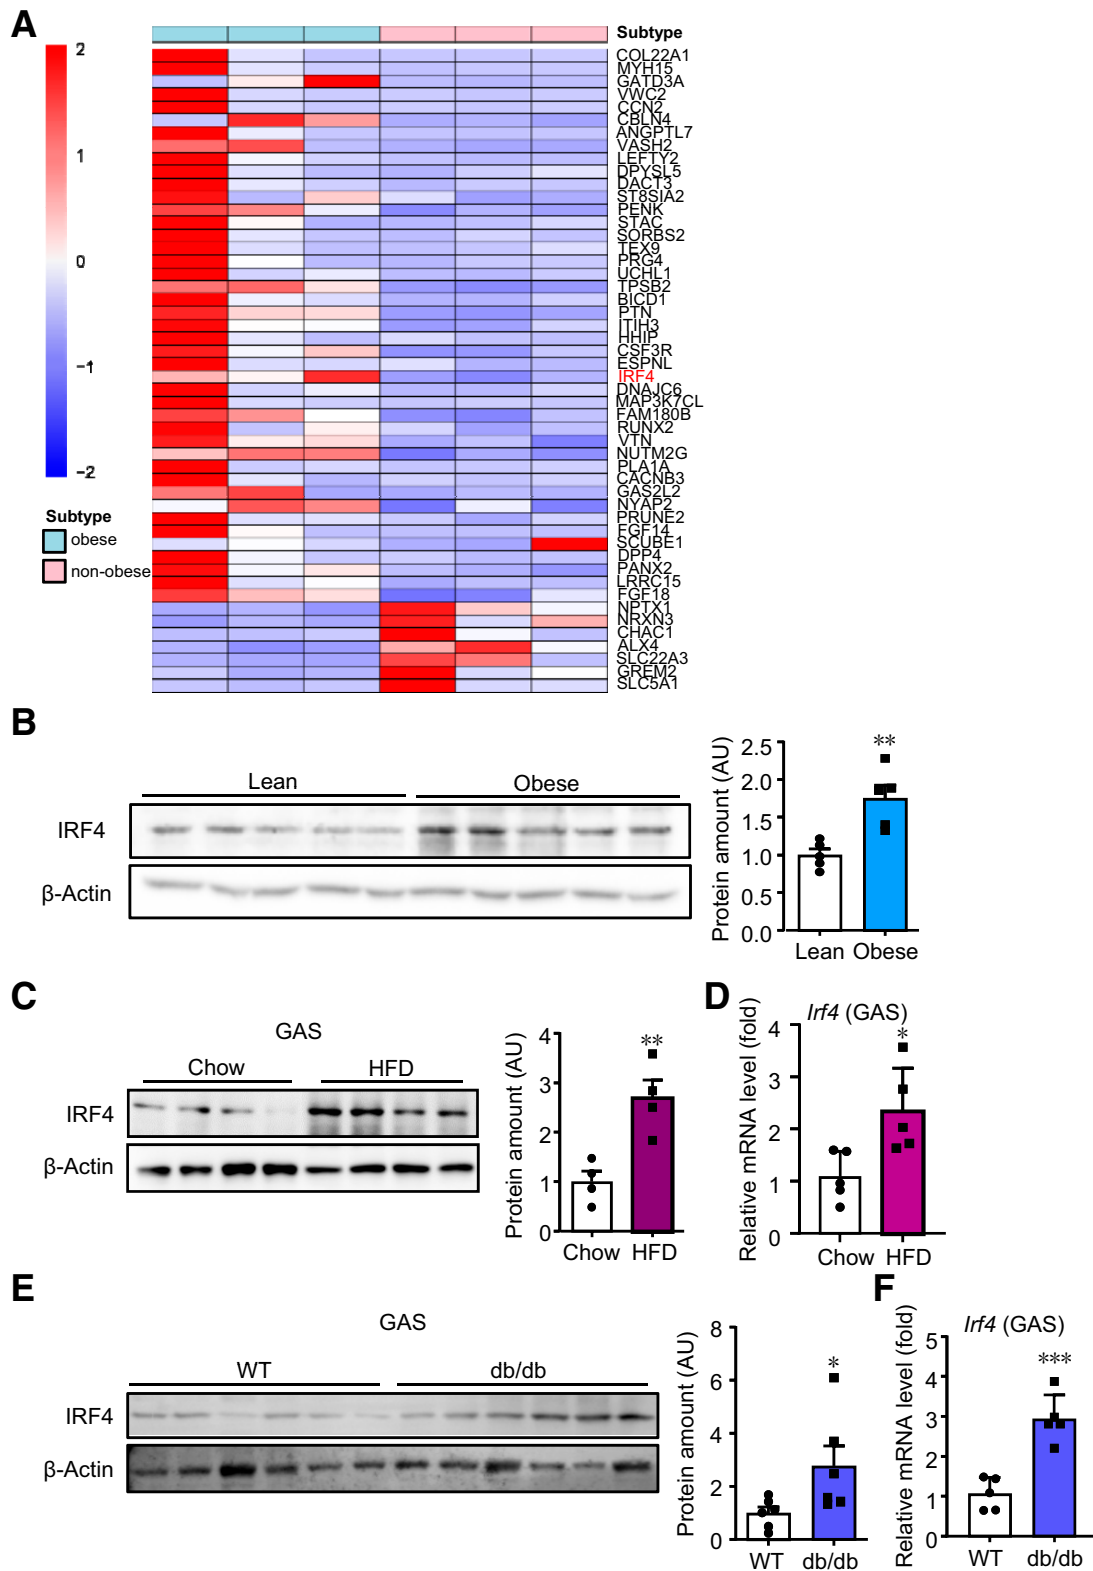 A
Subtype
2
1
0
−1
−2
COL22A1
MYH15
GATD3A
VWC2
CCN2
CBLN4
ANGPTL7
VASH2
LEFTY2
DPYSL5
DACT3
ST8SIA2
PENK
STAC
SORBS2
TEX9
PRG4
UCHL1
TPSB2
BICD1
PTN
ITIH3
HHIP
CSF3R
ESPNL
IRF4
DNAJC6
MAP3K7CL
FAM180B
RUNX2
VTN
NUTM2G
PLA1A
CACNB3
GAS2L2
NYAP2
PRUNE2
FGF14
SCUBE1
DPP4
PANX2
LRRC15
FGF18
NPTX1
NRXN3
CHAC1
ALX4
SLC22A3
GREM2
SLC5A1
Subtype
obese
non-obese
B
Lean Obese
IRF4
β-Actin
Protein amount (AU)
2.5
2.0
1.5
1.0
0.5
0.0
**
Lean Obese
C
GAS
Chow HFD
IRF4
β-Actin
Protein amount (AU)
4
3
2
1
0
**
Chow HFD
D
Irf4 (GAS)
Relative mRNA level (fold)
4
3
2
1
0
*
Chow HFD
E
GAS
WT db/db
IRF4
β-Actin
Protein amount (AU)
8
6
4
2
0
*
WT db/db
F
Irf4 (GAS)
Relative mRNA level (fold)
5
4
3
2
1
0
***
WT db/db